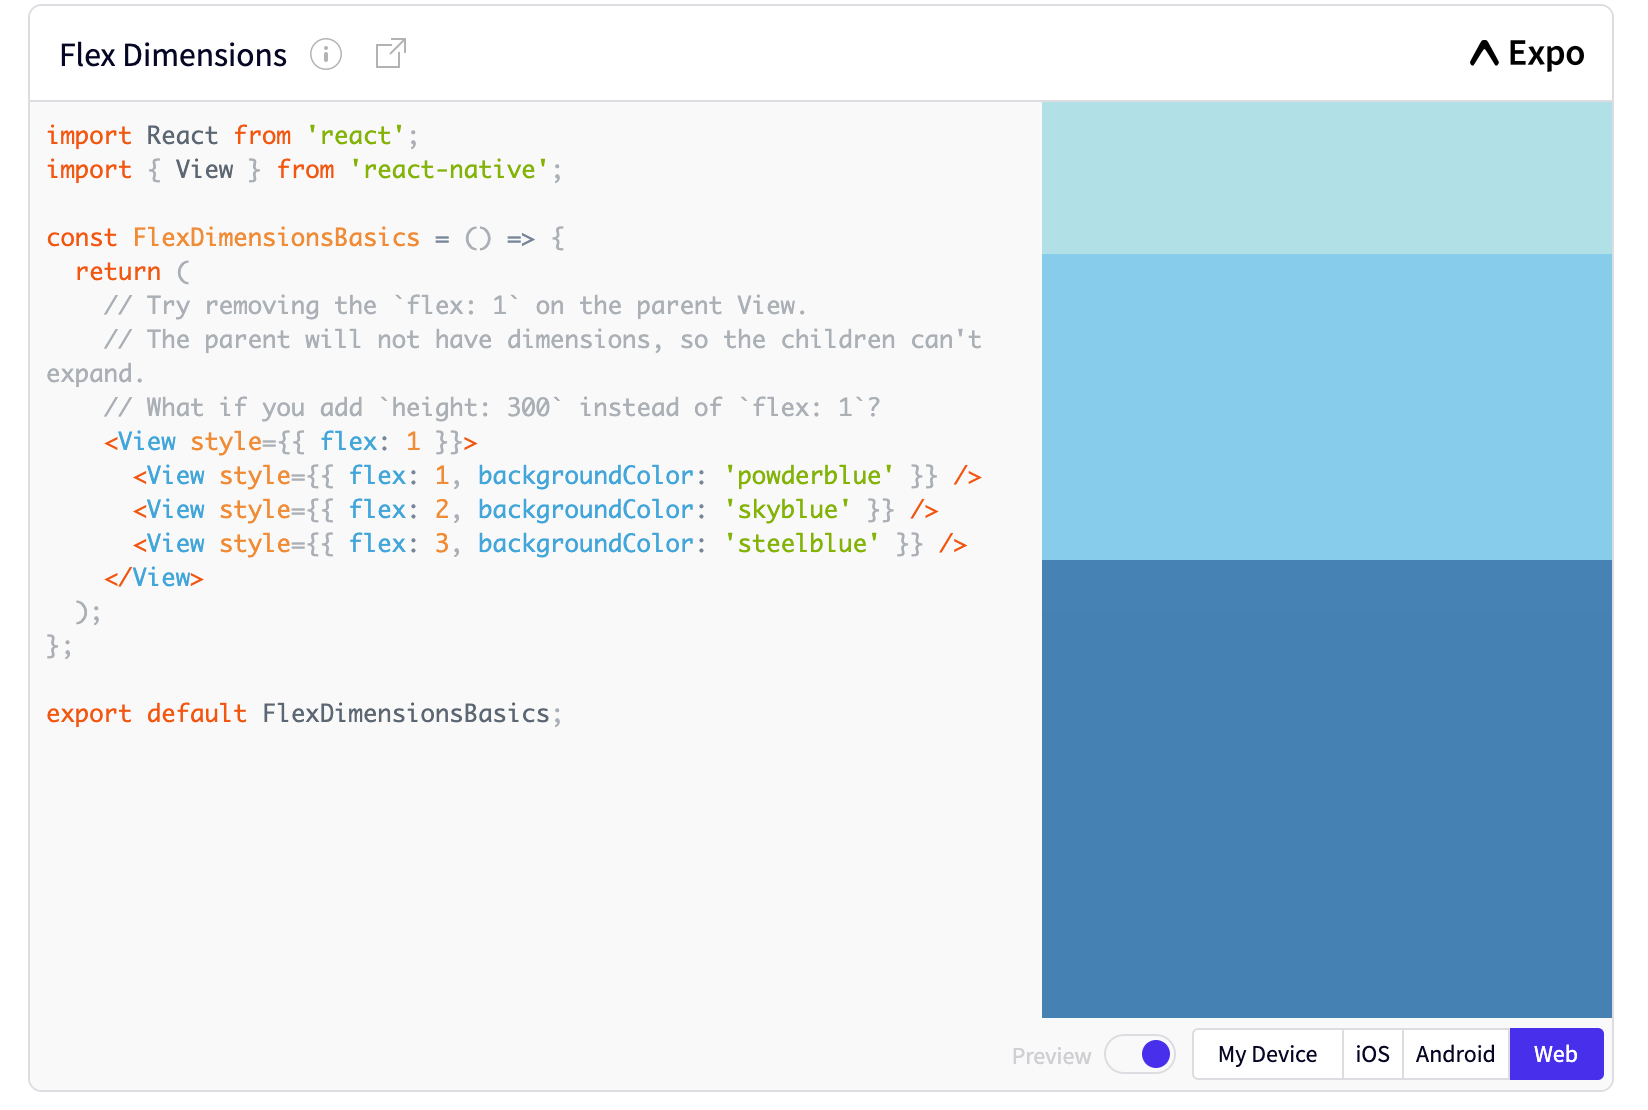 Flex Dimensions
Expo
import React from 'react';
import { View } from 'react-native';
const FlexDimensionsBasics = () => {
  return (
    // Try removing the `flex: 1` on the parent View.
    // The parent will not have dimensions, so the children can't
expand.
    // What if you add `height: 300` instead of `flex: 1`?
    <View style={{ flex: 1 }}>
      <View style={{ flex: 1, backgroundColor: 'powderblue' }} />
      <View style={{ flex: 2, backgroundColor: 'skyblue' }} />
      <View style={{ flex: 3, backgroundColor: 'steelblue' }} />
    </View>
  );
};
export default FlexDimensionsBasics;
Preview
My Device
iOS
Android
Web